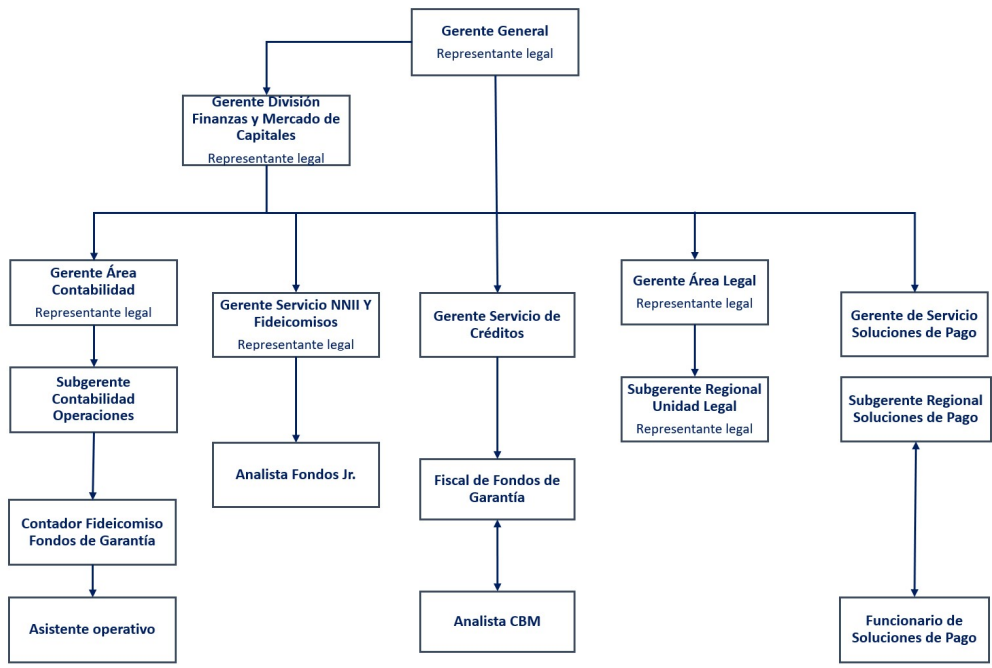 Gerente General
Representante legal
Gerente División
Finanzas y Mercado de
Capitales
Representante legal
Gerente Área
Contabilidad
Representante legal
Gerente Servicio NNII Y
Fideicomisos
Representante legal
Gerente Servicio de
Créditos
Gerente Área Legal
Representante legal
Gerente de Servicio
Soluciones de Pago
Subgerente
Contabilidad
Operaciones
Subgerente Regional
Unidad Legal
Representante legal
Subgerente Regional
Soluciones de Pago
Analista Fondos Jr.
Fiscal de Fondos de
Garantía
Contador Fideicomiso
Fondos de Garantía
Asistente operativo
Analista CBM
Funcionario de
Soluciones de Pago